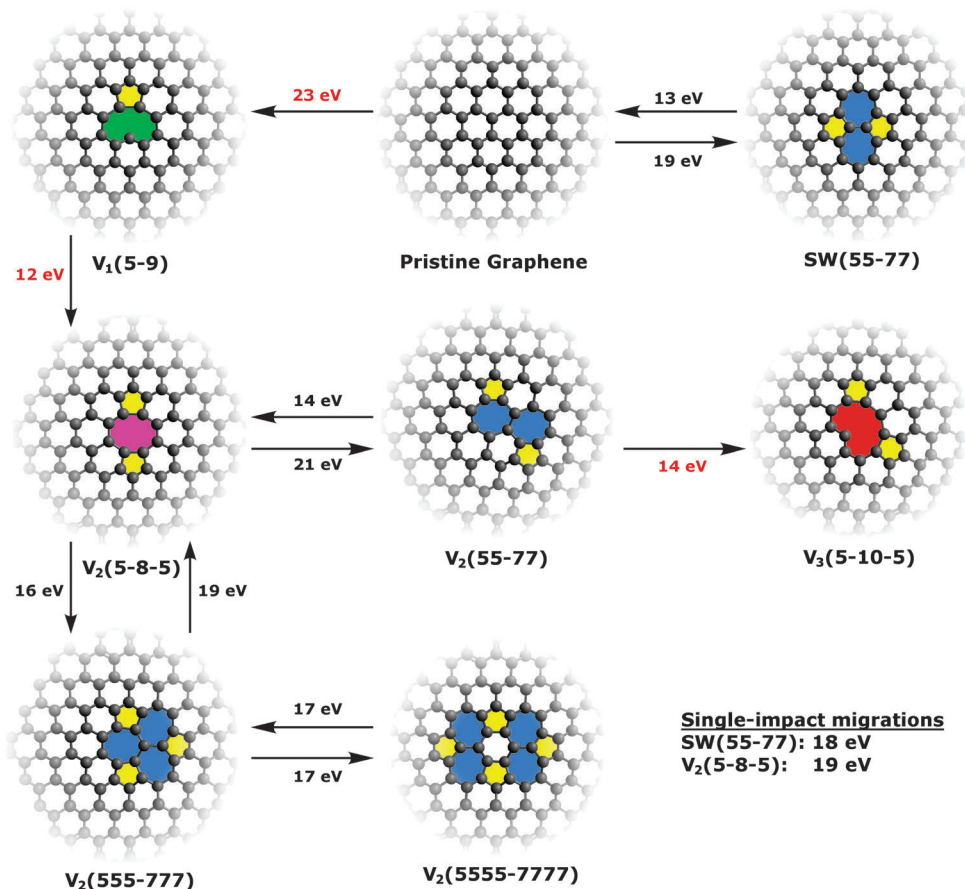 23 eV
13 eV
19 eV
V₁(5-9)
Pristine Graphene
SW(55-77)
12 eV
14 eV
21 eV
14 eV
V₂(5-8-5)
V₂(55-77)
V₃(5-10-5)
16 eV
19 eV
17 eV
17 eV
V₂(555-777)
V₂(5555-7777)
Single-impact migrations
SW(55-77): 18 eV
V₂(5-8-5): 19 eV